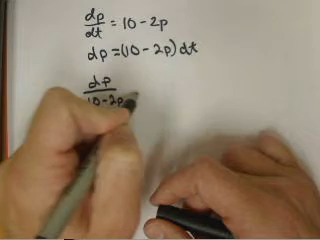 dp/dt = 10 - 2p
dp = (10 - 2p) dt
dp/10-2p